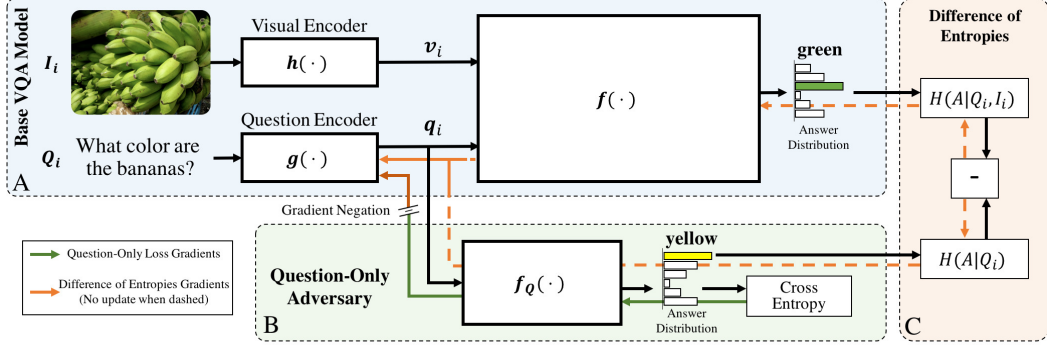 Base VQA Model
I_i
Visual Encoder
h(·)
v_i
f(·)
green
Answer
Distribution
Q_i
What color are
the bananas?
Question Encoder
g(·)
q_i
A
Gradient Negation
Question-Only Loss Gradients
Difference of Entropies Gradients
(No update when dashed)
Question-Only
Adversary
f_Q(·)
yellow
Answer
Distribution
Cross
Entropy
B
Difference of
Entropies
H(A|Q_i, I_i)
-
H(A|Q_i)
C